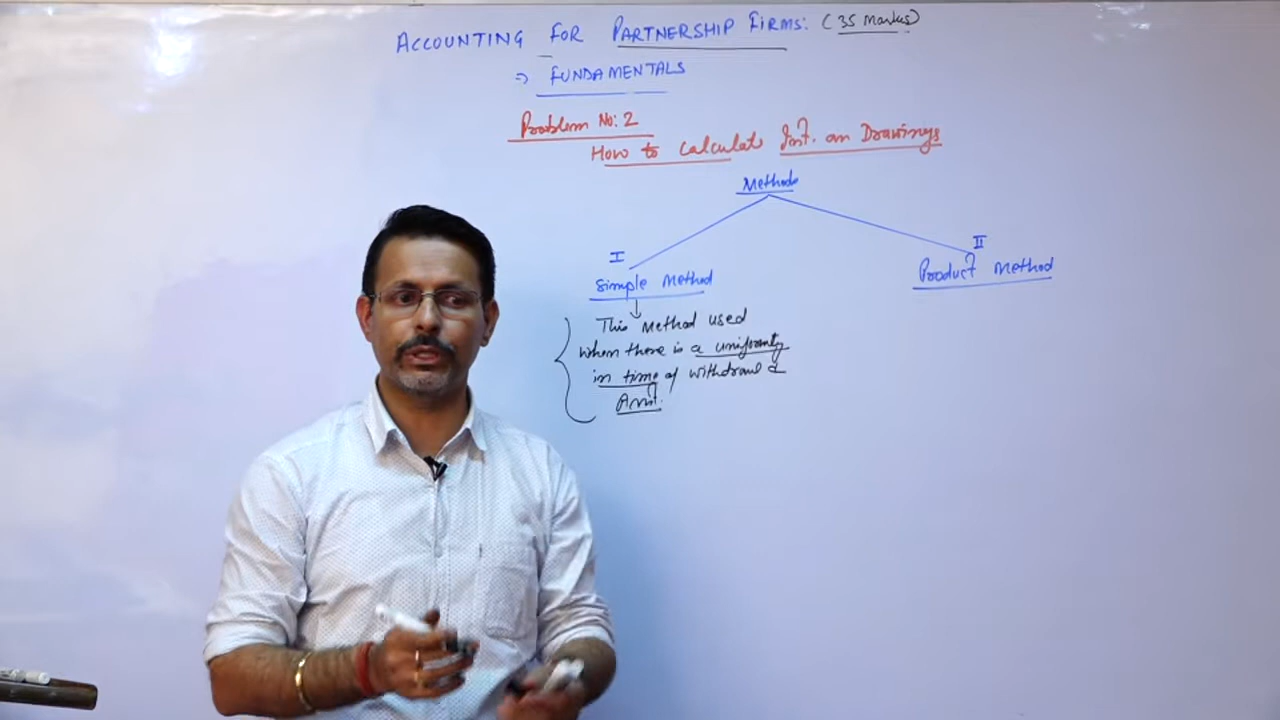 ACCOUNTING FOR PARTNERSHIP FIRMS: (35 Marks)
⇒ FUNDAMENTALS
Problem No: 2
How to calculate Int. on Drawings
Methods
I
Simple Method
II
Product Method
This Method used
when there is a uniformity
in time of withdrawal &
Amt.